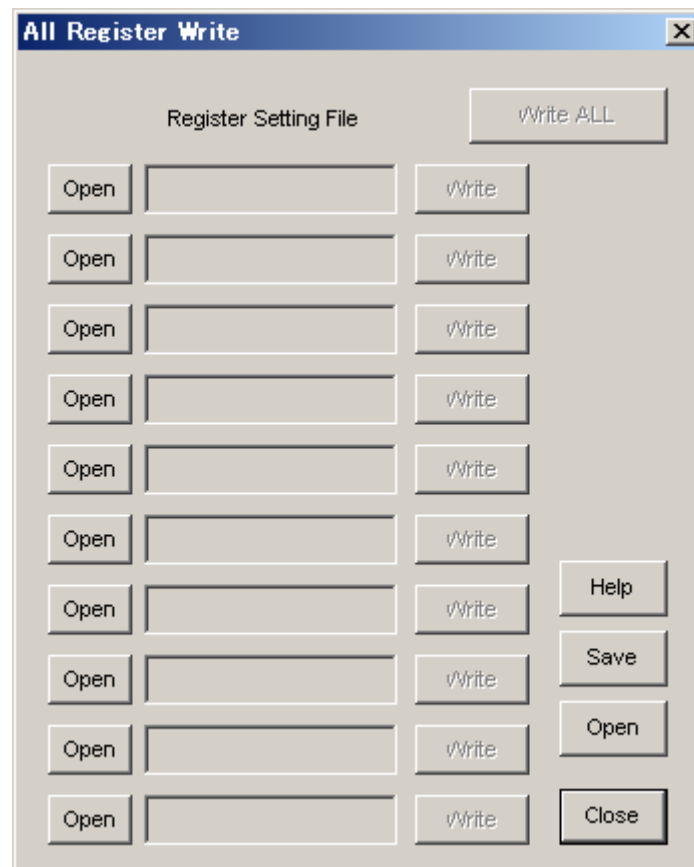 All Register Write
Register Setting File Write ALL
Open Write
Open Write
Open Write
Open Write
Open Write
Open Write
Help
Open Write
Save
Open Write
Open
Open Write
Close
Open Write